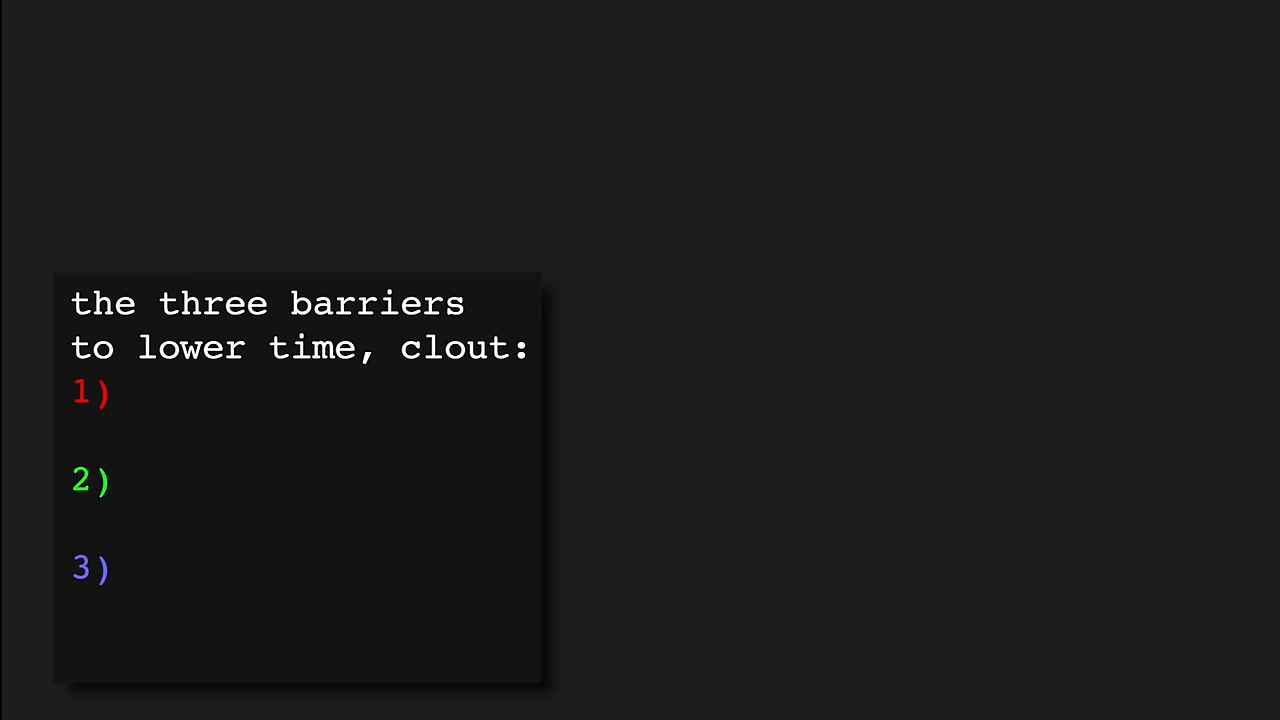 the three barriers
to lower time, clout:
1)
2)
3)